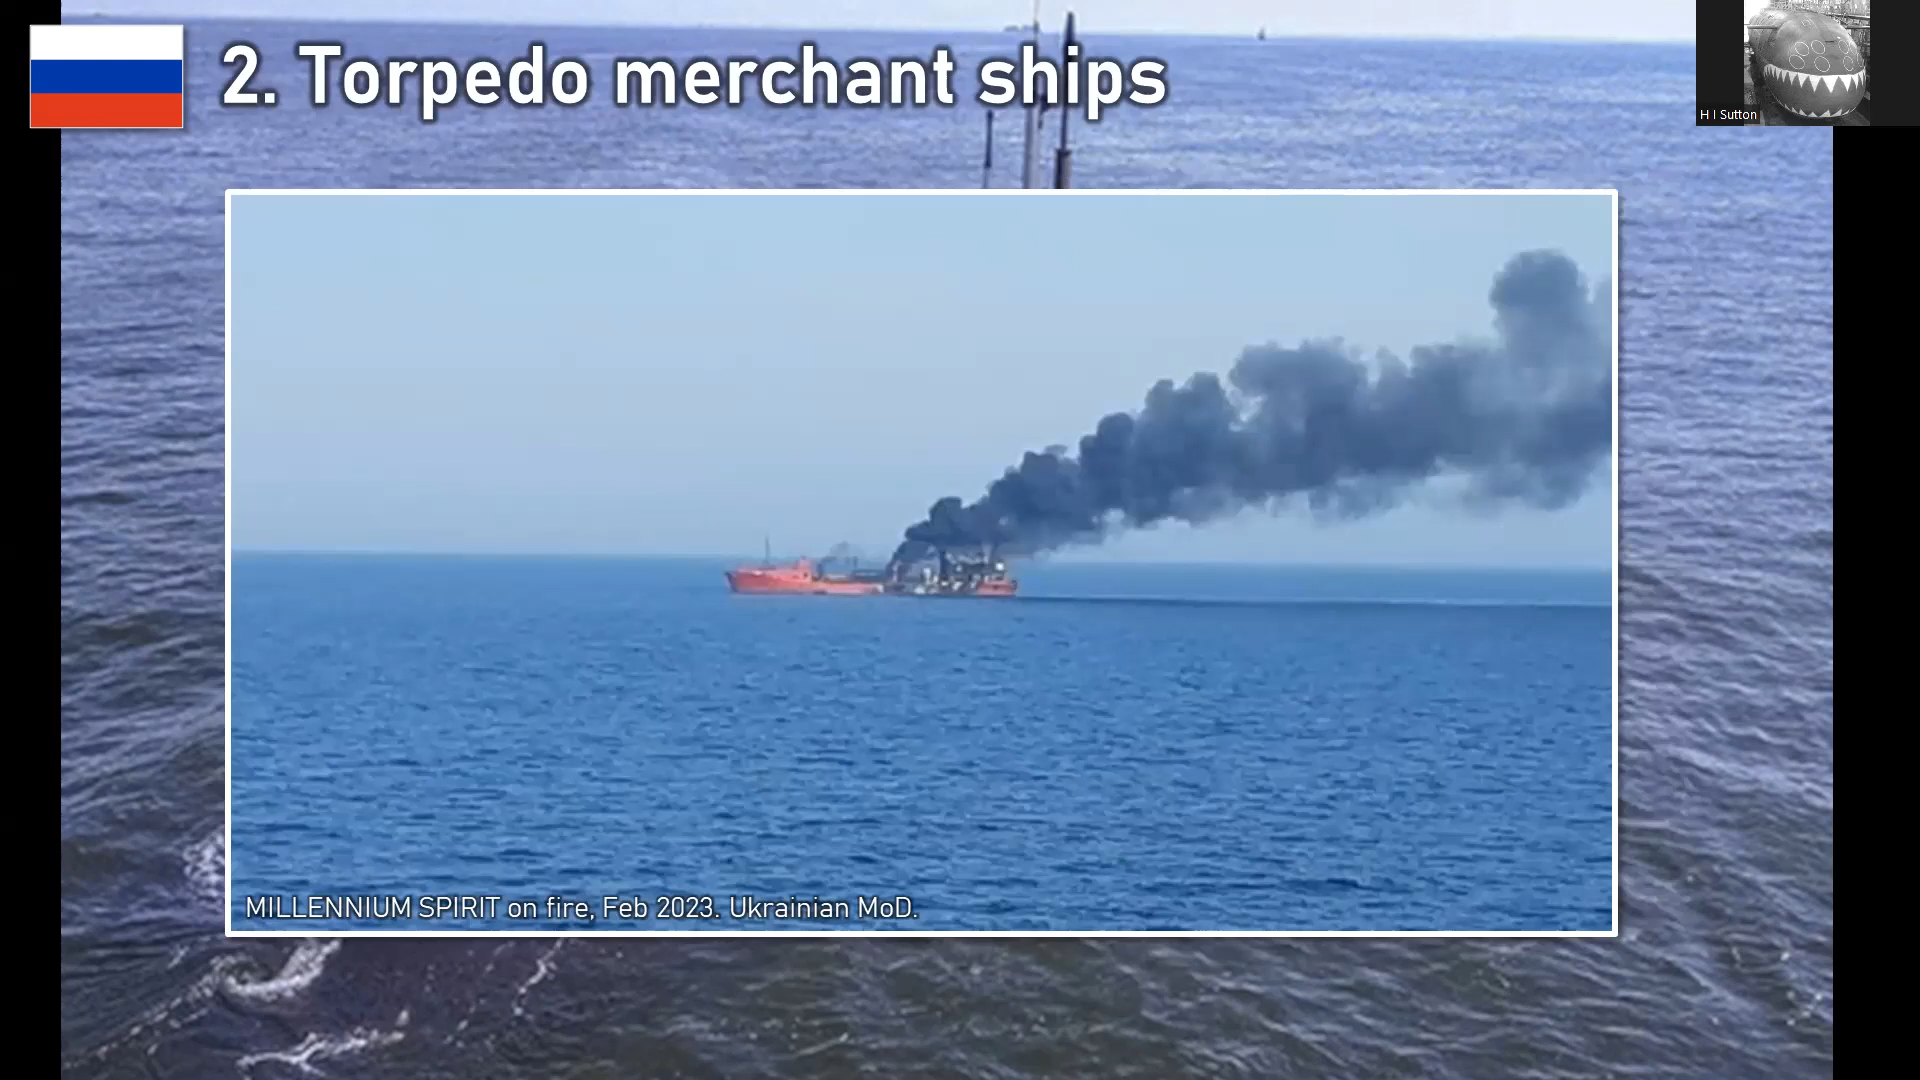 2. Torpedo merchant ships
H I Sutton
MILLENNIUM SPIRIT on fire, Feb 2023. Ukrainian MoD.